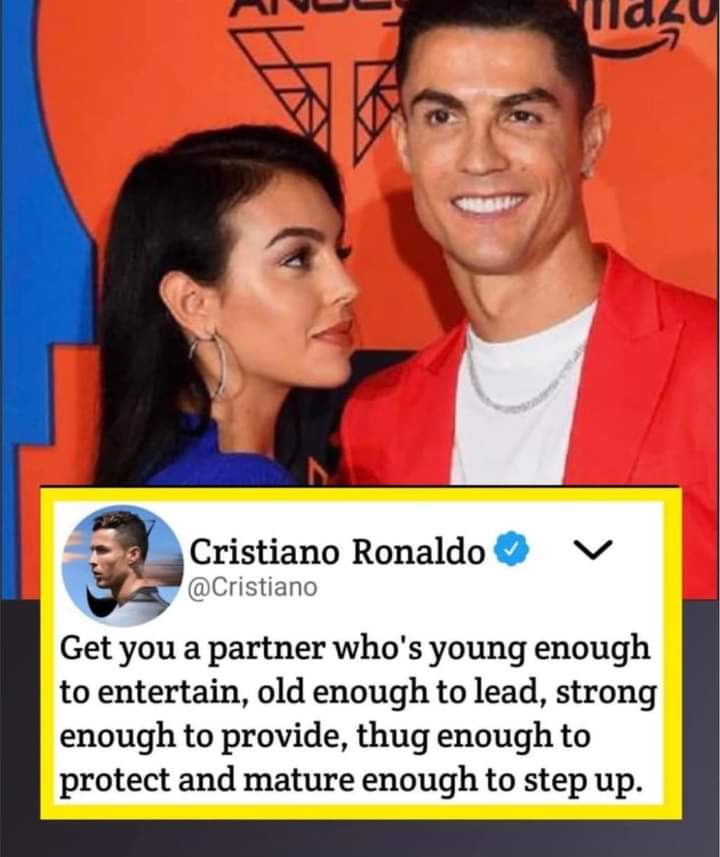 Cristiano Ronaldo
@Cristiano
Get you a partner who's young enough
to entertain, old enough to lead, strong
enough to provide, thug enough to
protect and mature enough to step up.